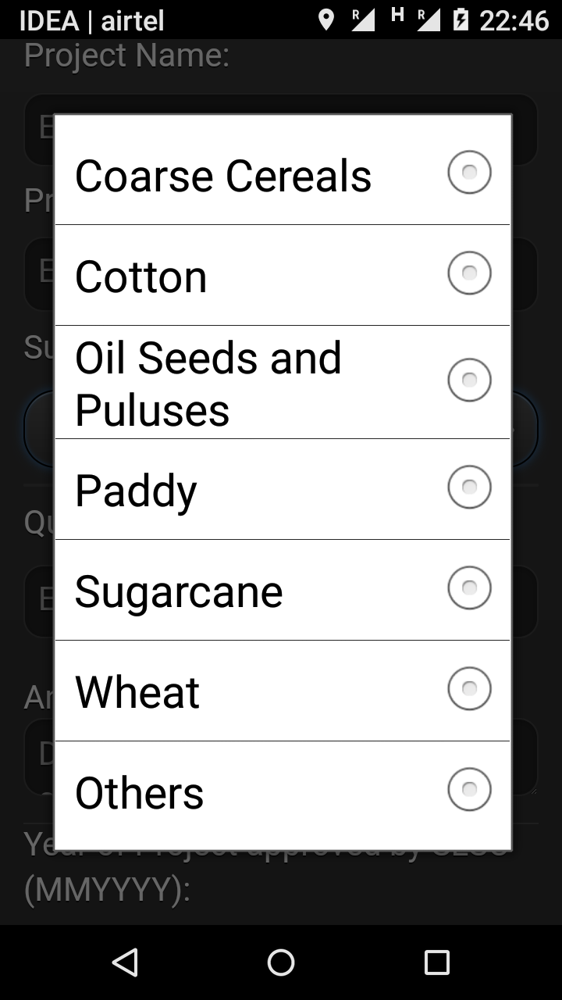 IDEA | airtel H R R 22:46
Project Name:
Coarse Cereals
Cotton
Oil Seeds and
Puluses
Paddy
Sugarcane
Wheat
Others
(MMYYYY):